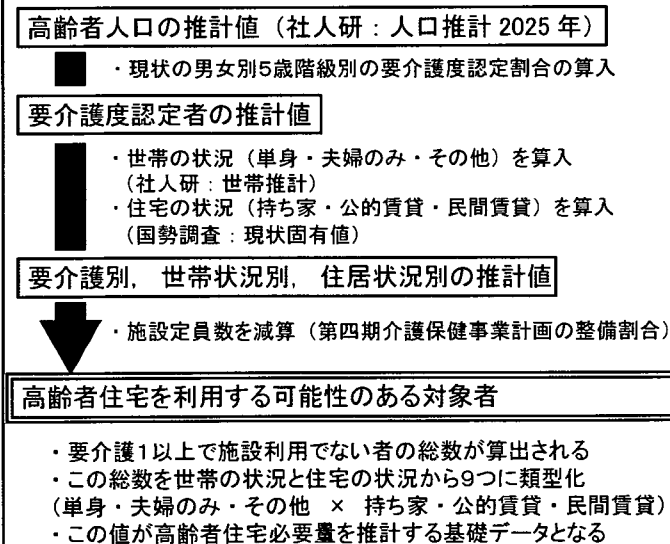 高齢者人口の推計値（社人研：人口推計 2025 年）
・現状の男女別5歳階級別の要介護度認定割合の算入
要介護度認定者の推計値
・世帯の状況（単身・夫婦のみ・その他）を算入
（社人研：世帯推計）
・住宅の状況（持ち家・公的賃貸・民間賃貸）を算入
（国勢調査：現状固有値）
要介護別，世帯状況別，住居状況別の推計値
・施設定員数を減算（第四期介護保健事業計画の整備割合）
高齢者住宅を利用する可能性のある対象者
・要介護1以上で施設利用でない者の総数が算出される
・この総数を世帯の状況と住宅の状況から9つに類型化
（単身・夫婦のみ・その他 × 持ち家・公的賃貸・民間賃貸）
・この値が高齢者住宅必要量を推計する基礎データとなる